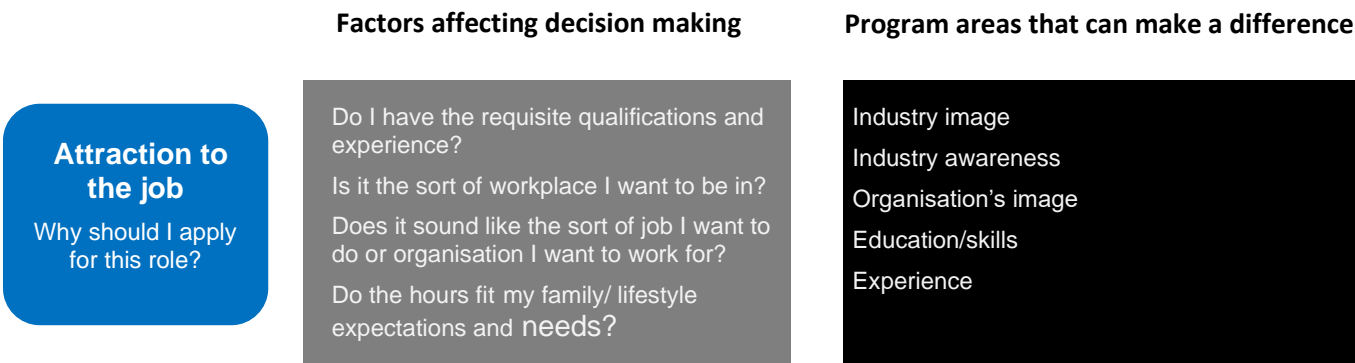 Factors affecting decision making
Program areas that can make a difference
Attraction to
the job
Why should I apply
for this role?
Do I have the requisite qualifications and
experience?
Is it the sort of workplace I want to be in?
Does it sound like the sort of job I want to
do or organisation I want to work for?
Do the hours fit my family/ lifestyle
expectations and needs?
Industry image
Industry awareness
Organisation's image
Education/skills
Experience